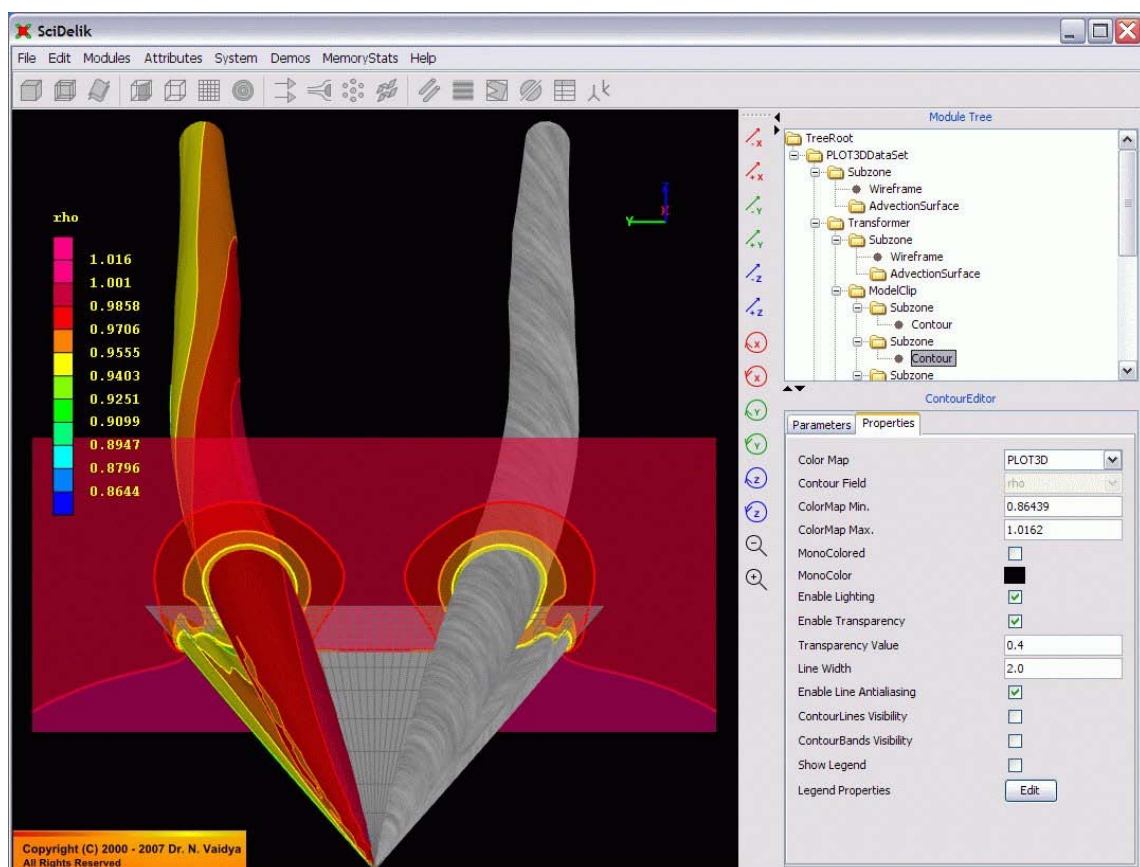 SciDelik
File Edit Modules Attributes System Demos MemoryStats Help
rho
1.016
1.001
0.9858
0.9706
0.9555
0.9403
0.9251
0.9099
0.8947
0.8796
0.8644
Z
X
Y
Copyright (C) 2000 - 2007 Dr. N. Vaidya
All Rights Reserved
-X
+X
-Y
+Y
-Z
+Z
X
X
Y
Y
Z
Z
Module Tree
TreeRoot
PLOT3DDataSet
Subzone
Wireframe
AdvectionSurface
Transformer
Subzone
Wireframe
AdvectionSurface
ModelClip
Subzone
Contour
Subzone
Contour
Subzone
ContourEditor
Parameters Properties
Color Map PLOT3D
Contour Field rho
ColorMap Min. 0.86439
ColorMap Max. 1.0162
MonoColored
MonoColor
Enable Lighting
Enable Transparency
Transparency Value 0.4
Line Width 2.0
Enable Line Antialiasing
ContourLines Visibility
ContourBands Visibility
Show Legend
Legend Properties Edit